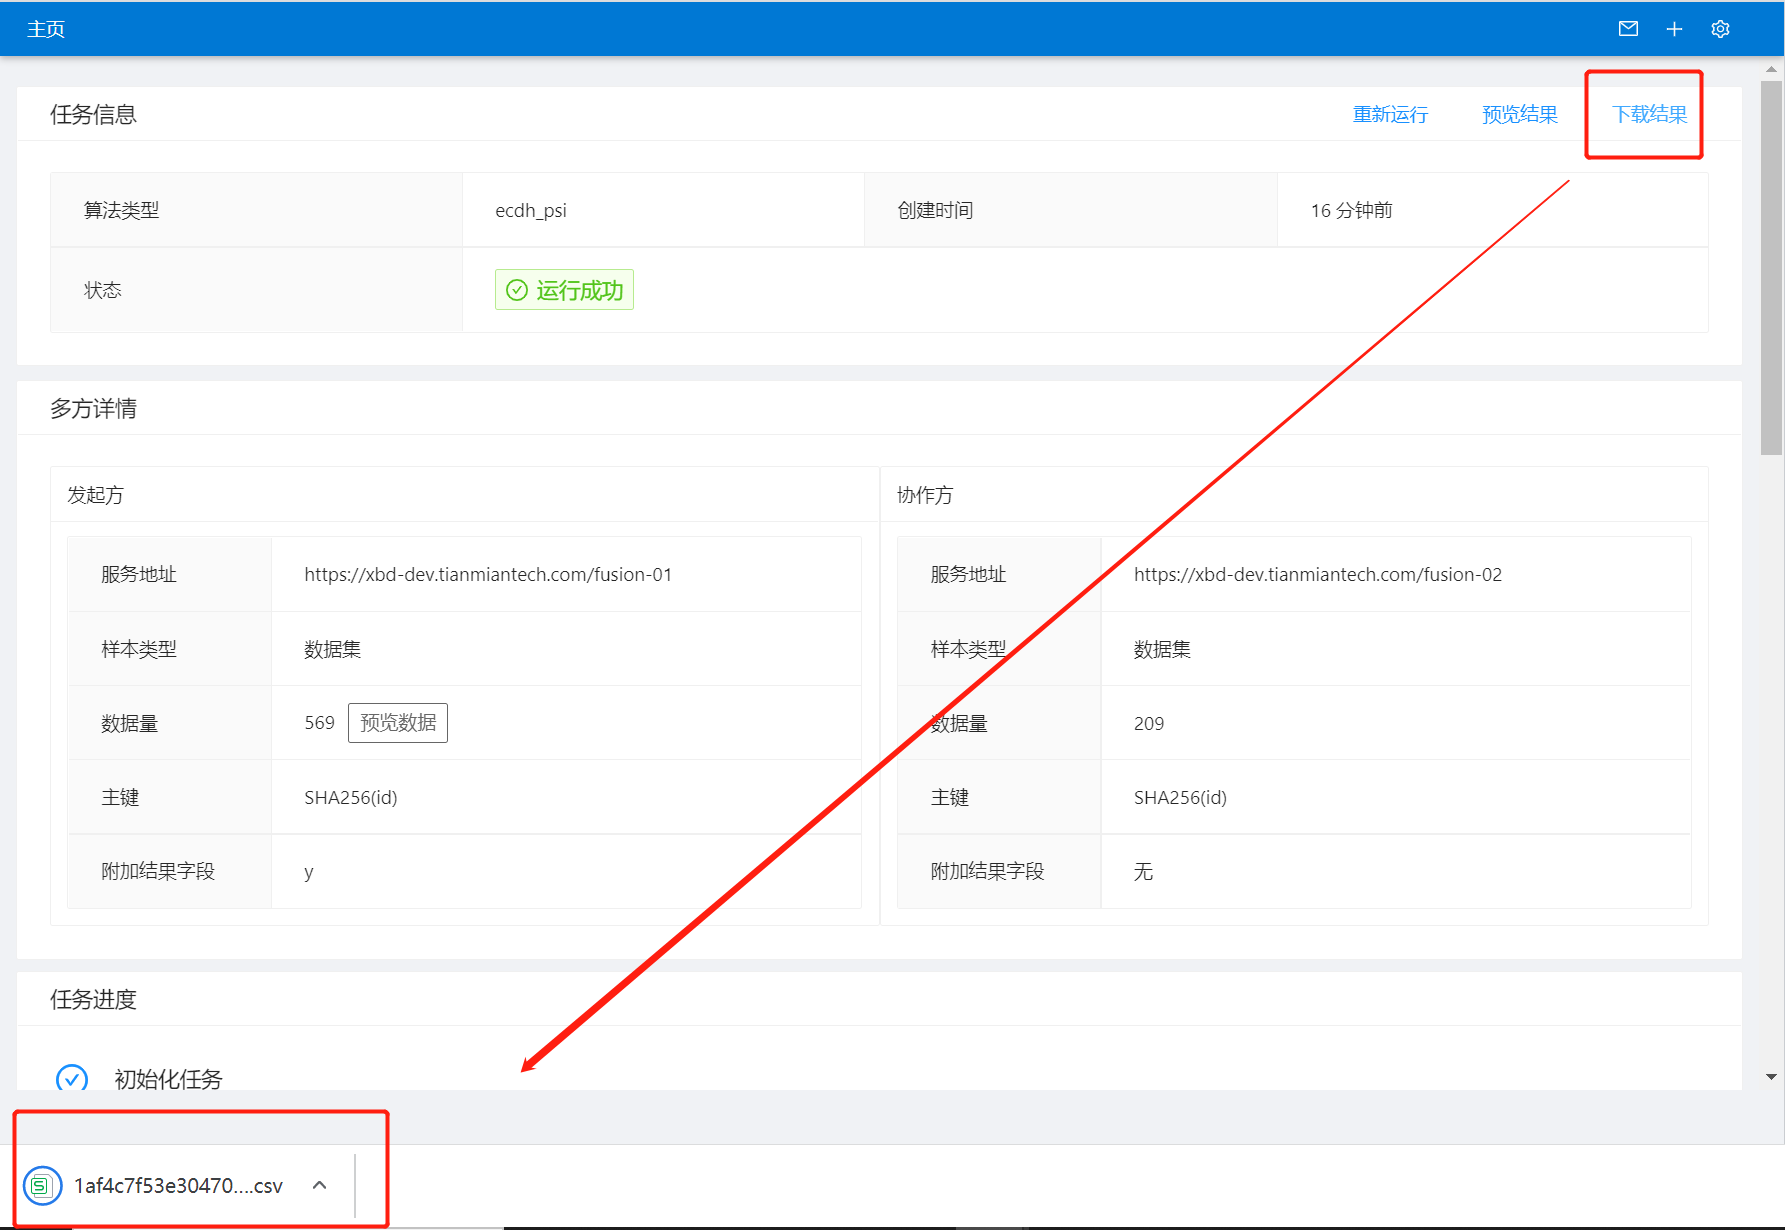 主页
任务信息
重新运行 预览结果 下载结果
算法类型 ecdh_psi 创建时间 16 分钟前
状态 运行成功
多方详情
发起方 协作方
服务地址 https://xbd-dev.tianmiantech.com/fusion-01 服务地址 https://xbd-dev.tianmiantech.com/fusion-02
样本类型 数据集 样本类型 数据集
数据量 569 预览数据 数据量 209
主键 SHA256(id) 主键 SHA256(id)
附加结果字段 y 附加结果字段 无
任务进度
初始化任务
1af4c7f53e30470....csv